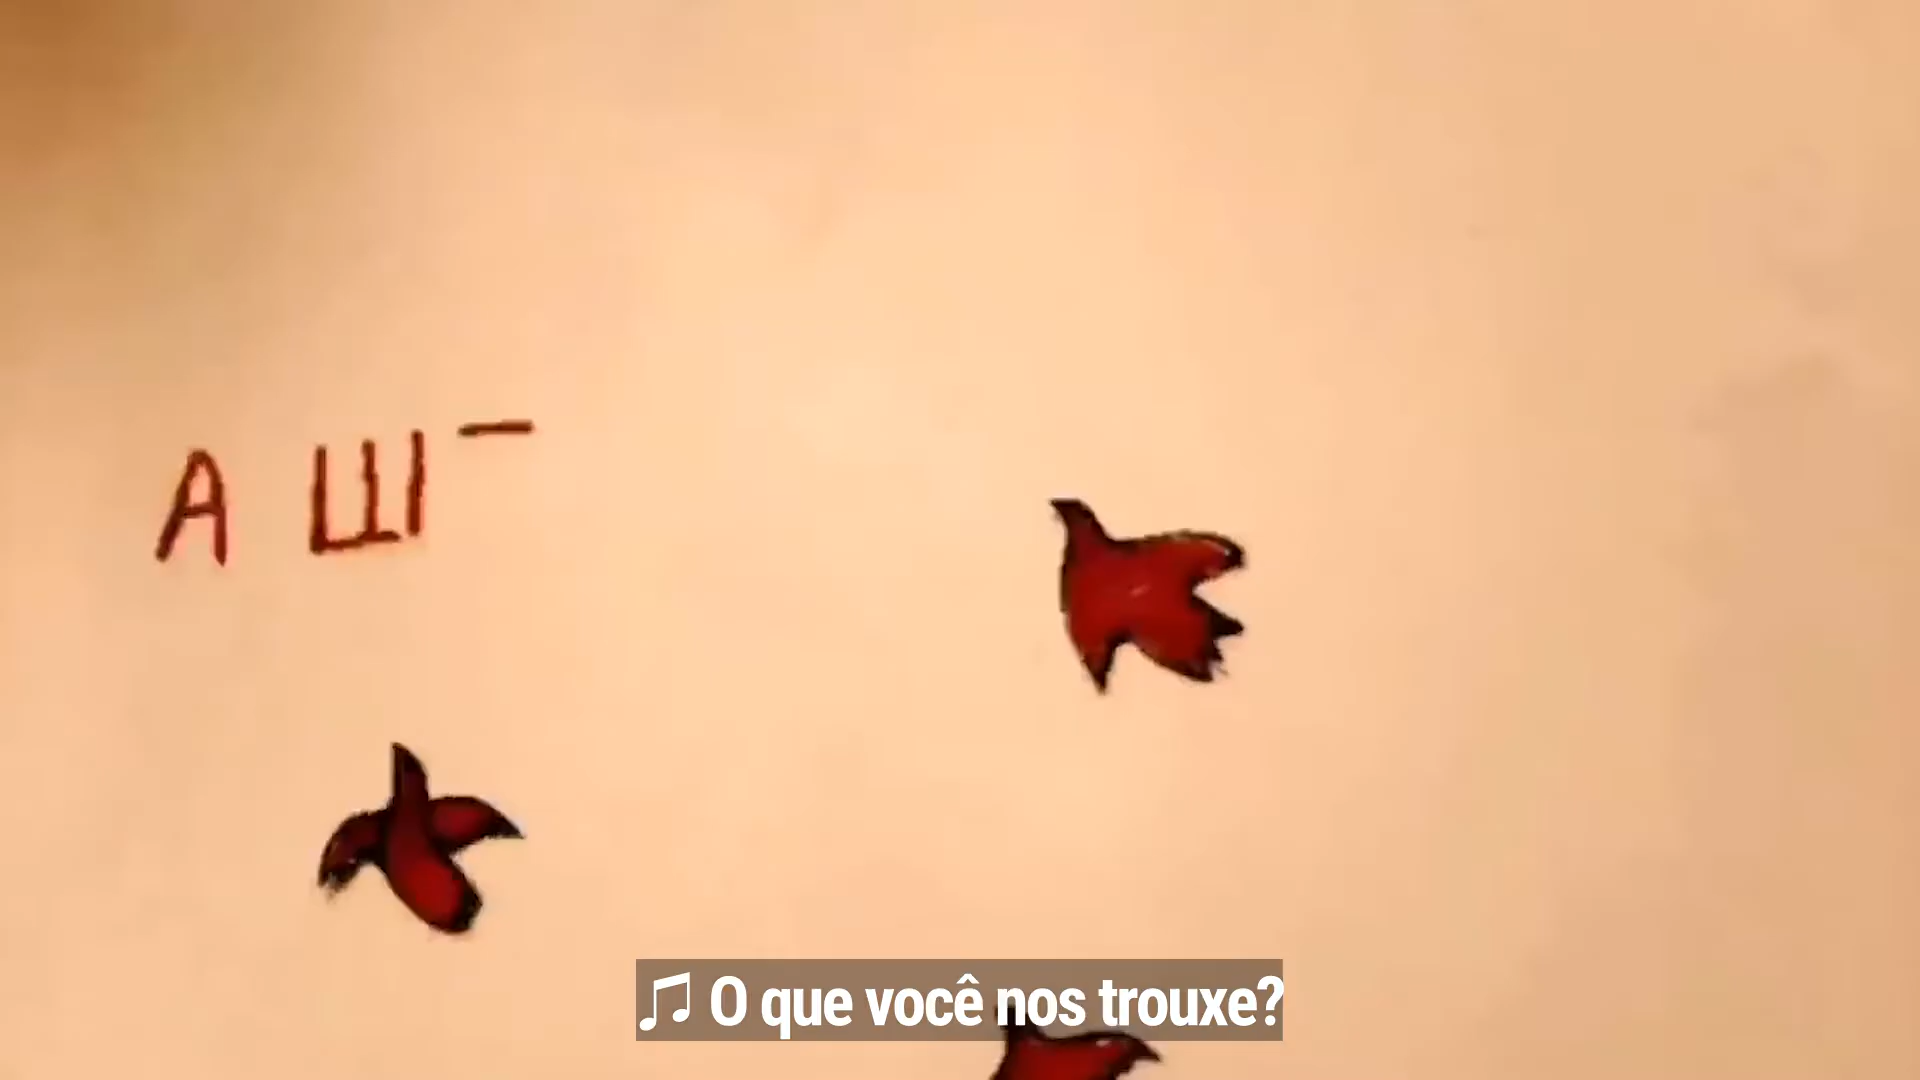 А Ш‾
♫ O que você nos trouxe?